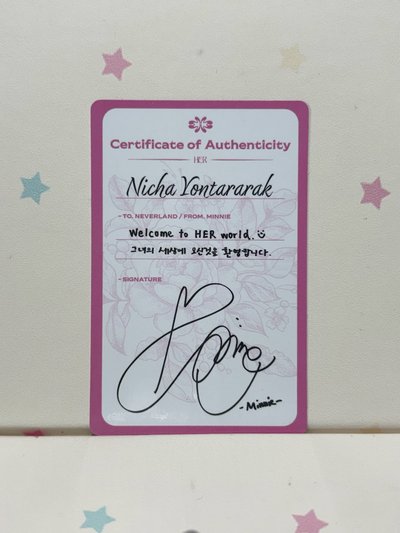 Certificate of Authenticity
HER
Nicha Yontararak
- TO. NEVERLAND / FROM. MINNIE
Welcome to HER world.
그녀의 세상에 오신것을 환영합니다.
- SIGNATURE
Minnie
- Minnie -